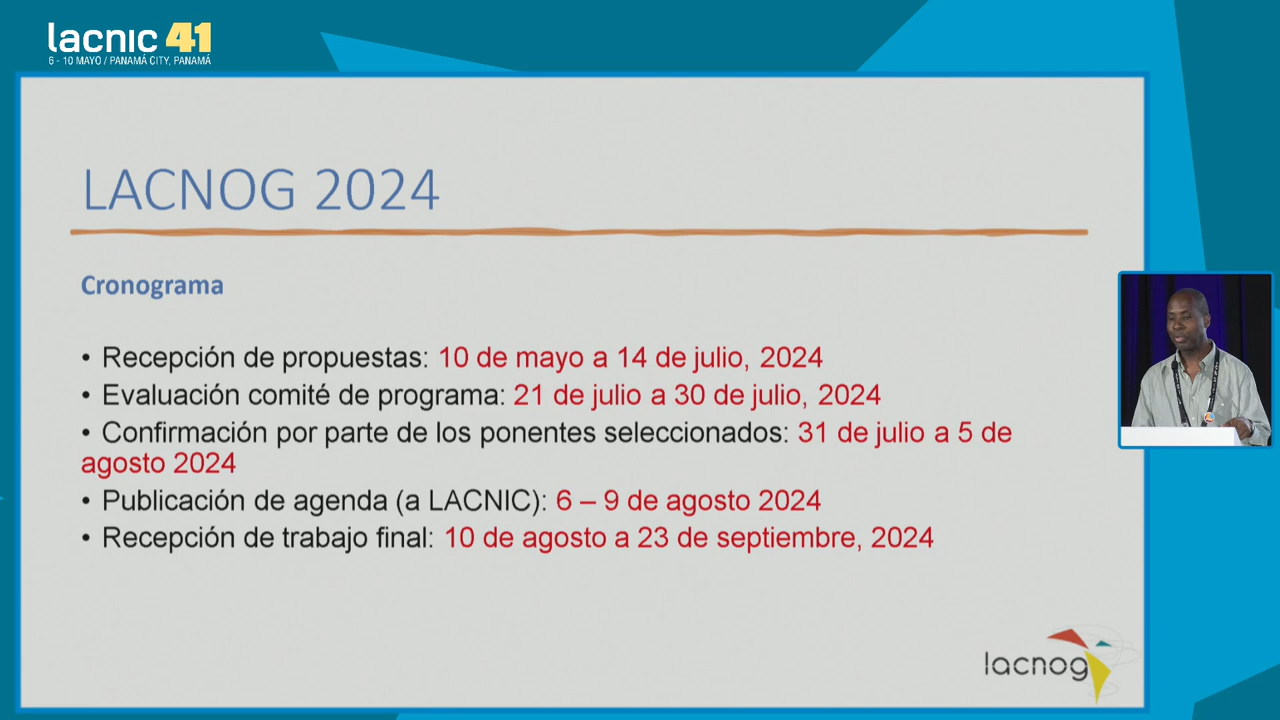 lacnic 41
6 - 10 MAYO / PANAMÁ CITY, PANAMÁ
LACNOG 2024
Cronograma
• Recepción de propuestas: 10 de mayo a 14 de julio, 2024
• Evaluación comité de programa: 21 de julio a 30 de julio, 2024
• Confirmación por parte de los ponentes seleccionados: 31 de julio a 5 de
agosto 2024
• Publicación de agenda (a LACNIC): 6 – 9 de agosto 2024
• Recepción de trabajo final: 10 de agosto a 23 de septiembre, 2024
lacnog